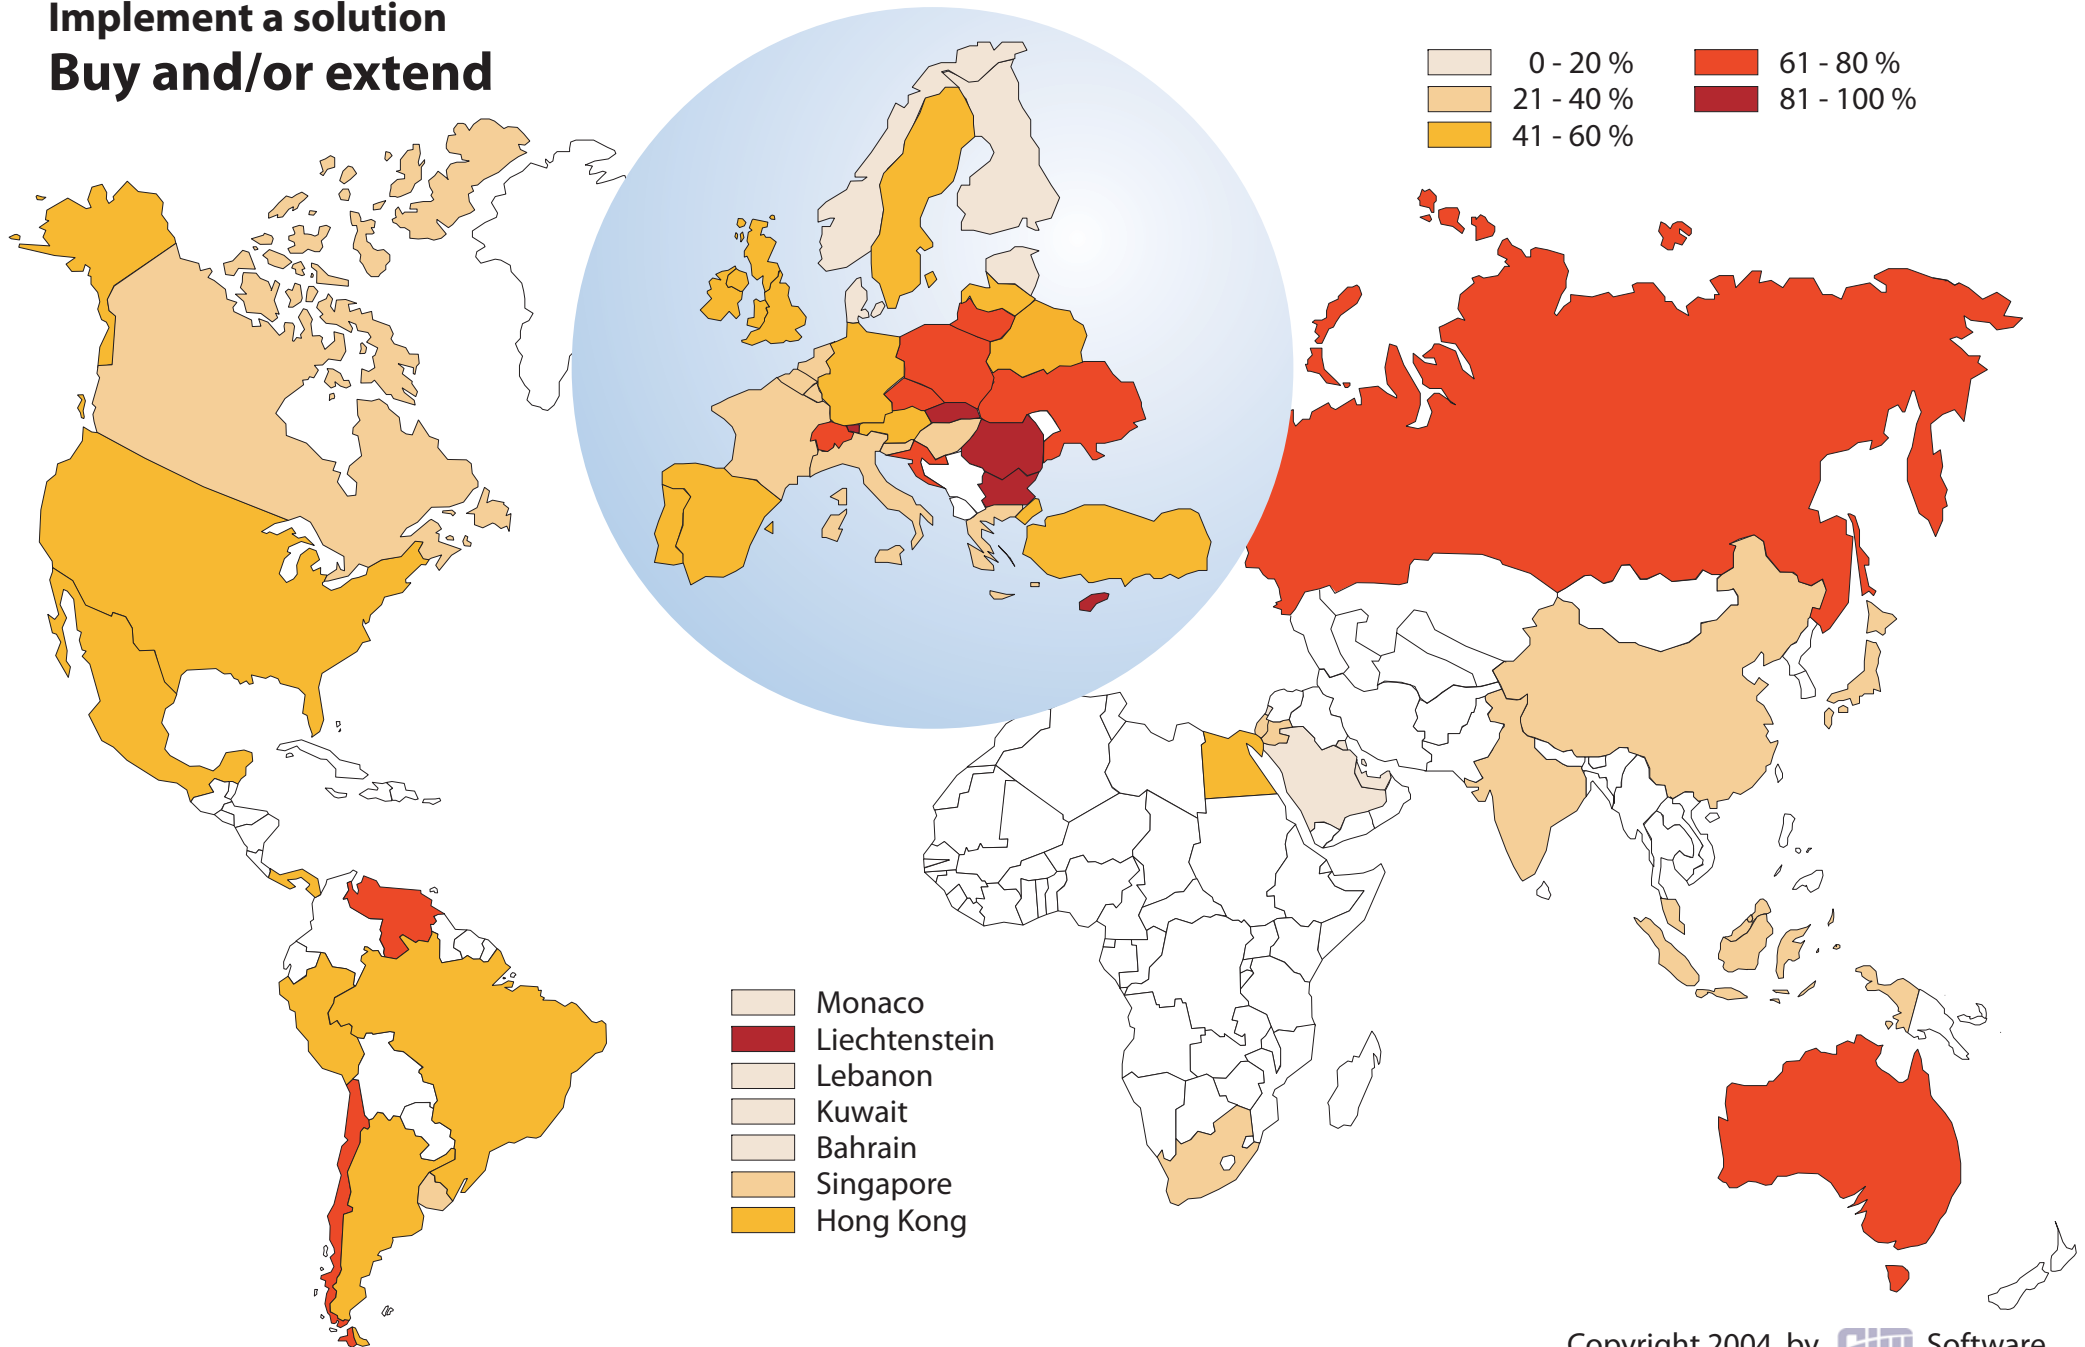 Implement a solution
Buy and/or extend
0 - 20 %
21 - 40 %
41 - 60 %
61 - 80 %
81 - 100 %
Monaco
Liechtenstein
Lebanon
Kuwait
Bahrain
Singapore
Hong Kong
Copyright 2004 by Software